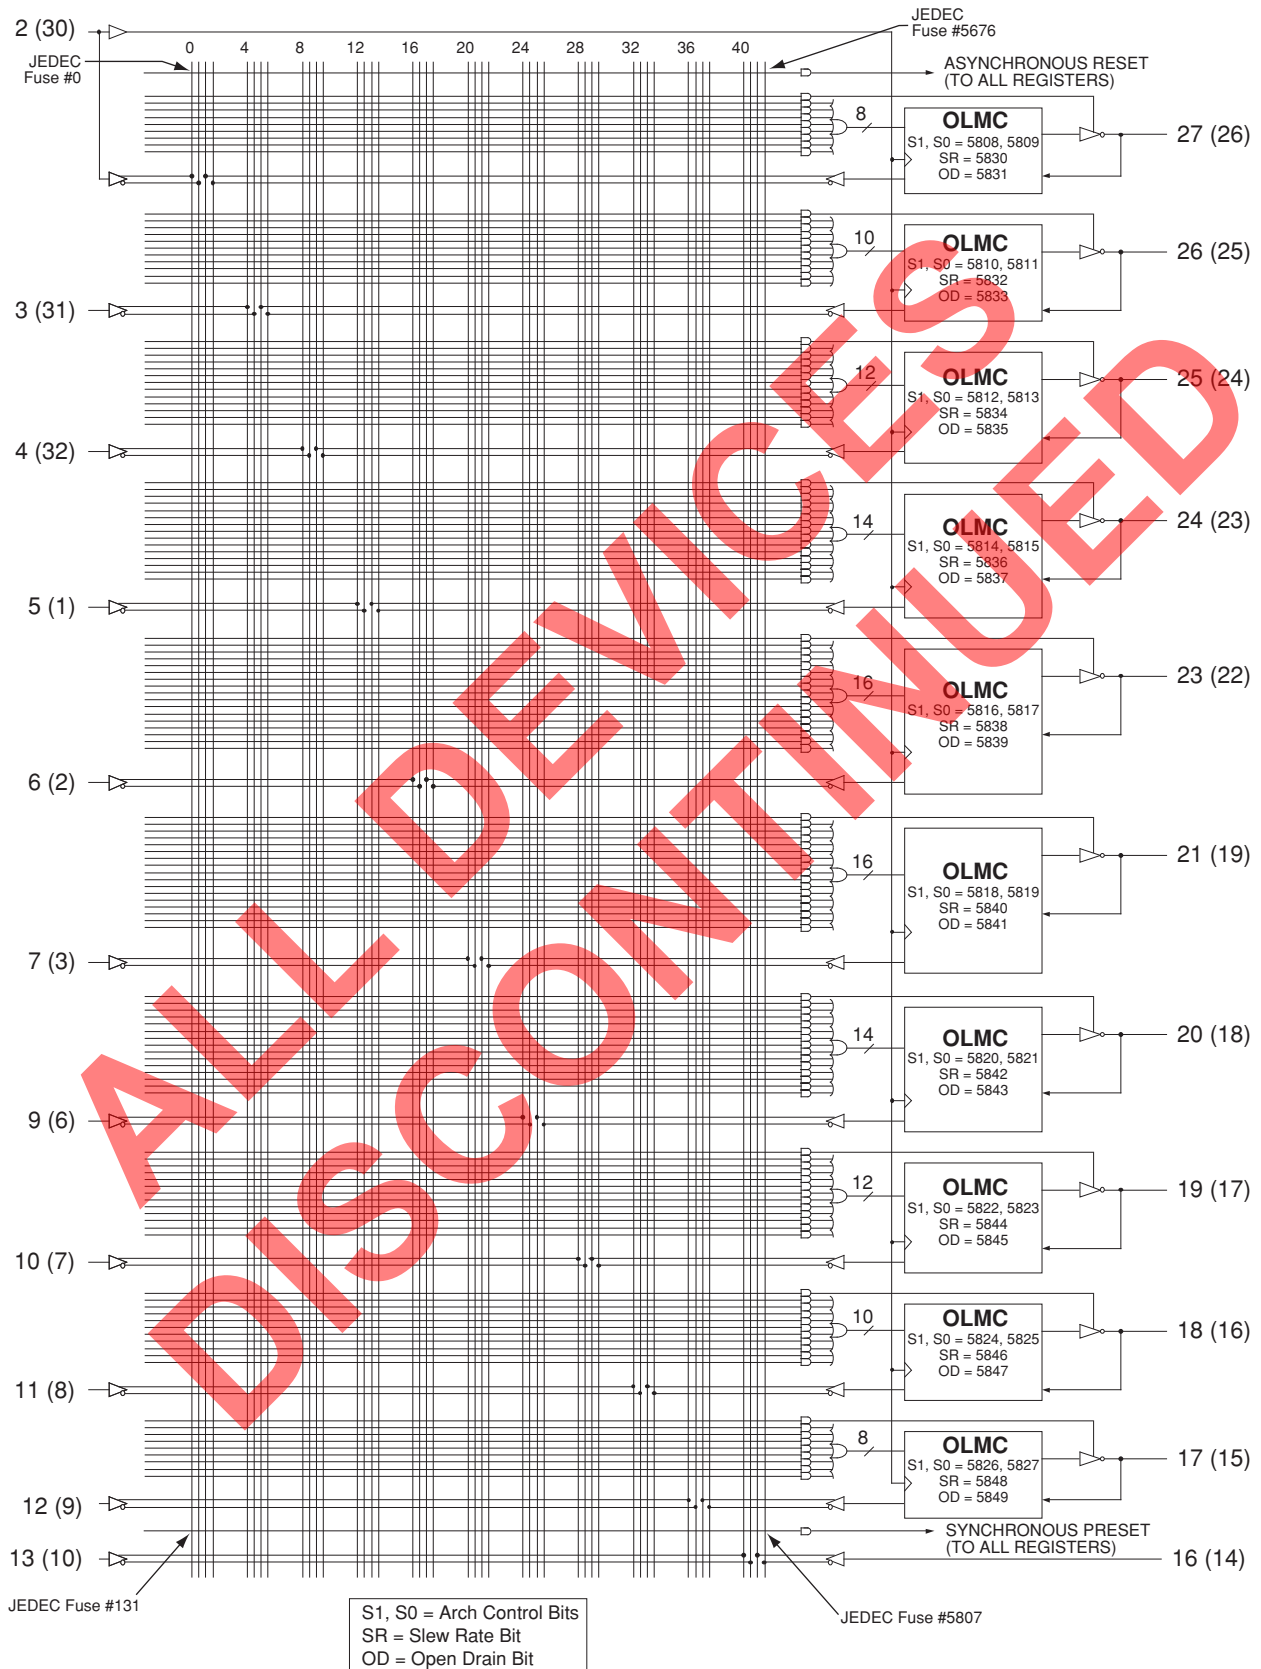 2 (30)
JEDEC
Fuse #0
0 4 8 12 16 20 24 28 32 36 40
JEDEC
Fuse #5676
ASYNCHRONOUS RESET
(TO ALL REGISTERS)
8
OLMC
S1, S0 = 5808, 5809
SR = 5830
OD = 5831
27 (26)
10
OLMC
S1, S0 = 5810, 5811
SR = 5832
OD = 5833
26 (25)
3 (31)
12
OLMC
S1, S0 = 5812, 5813
SR = 5834
OD = 5835
25 (24)
4 (32)
14
OLMC
S1, S0 = 5814, 5815
SR = 5836
OD = 5837
24 (23)
5 (1)
16
OLMC
S1, S0 = 5816, 5817
SR = 5838
OD = 5839
23 (22)
6 (2)
16
OLMC
S1, S0 = 5818, 5819
SR = 5840
OD = 5841
21 (19)
7 (3)
14
OLMC
S1, S0 = 5820, 5821
SR = 5842
OD = 5843
20 (18)
9 (6)
12
OLMC
S1, S0 = 5822, 5823
SR = 5844
OD = 5845
19 (17)
10 (7)
10
OLMC
S1, S0 = 5824, 5825
SR = 5846
OD = 5847
18 (16)
11 (8)
8
OLMC
S1, S0 = 5826, 5827
SR = 5848
OD = 5849
17 (15)
12 (9)
SYNCHRONOUS PRESET
(TO ALL REGISTERS)
13 (10)
16 (14)
JEDEC Fuse #131
JEDEC Fuse #5807
S1, S0 = Arch Control Bits
SR = Slew Rate Bit
OD = Open Drain Bit
ALL DEVICES
DISCONTINUED